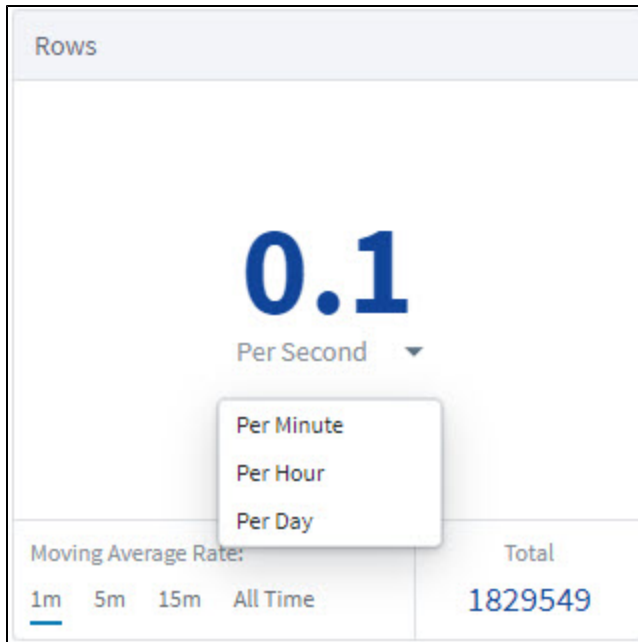 Rows
0.1
Per Second
Per Minute
Per Hour
Per Day
Moving Average Rate:
1m 5m 15m All Time
Total
1829549